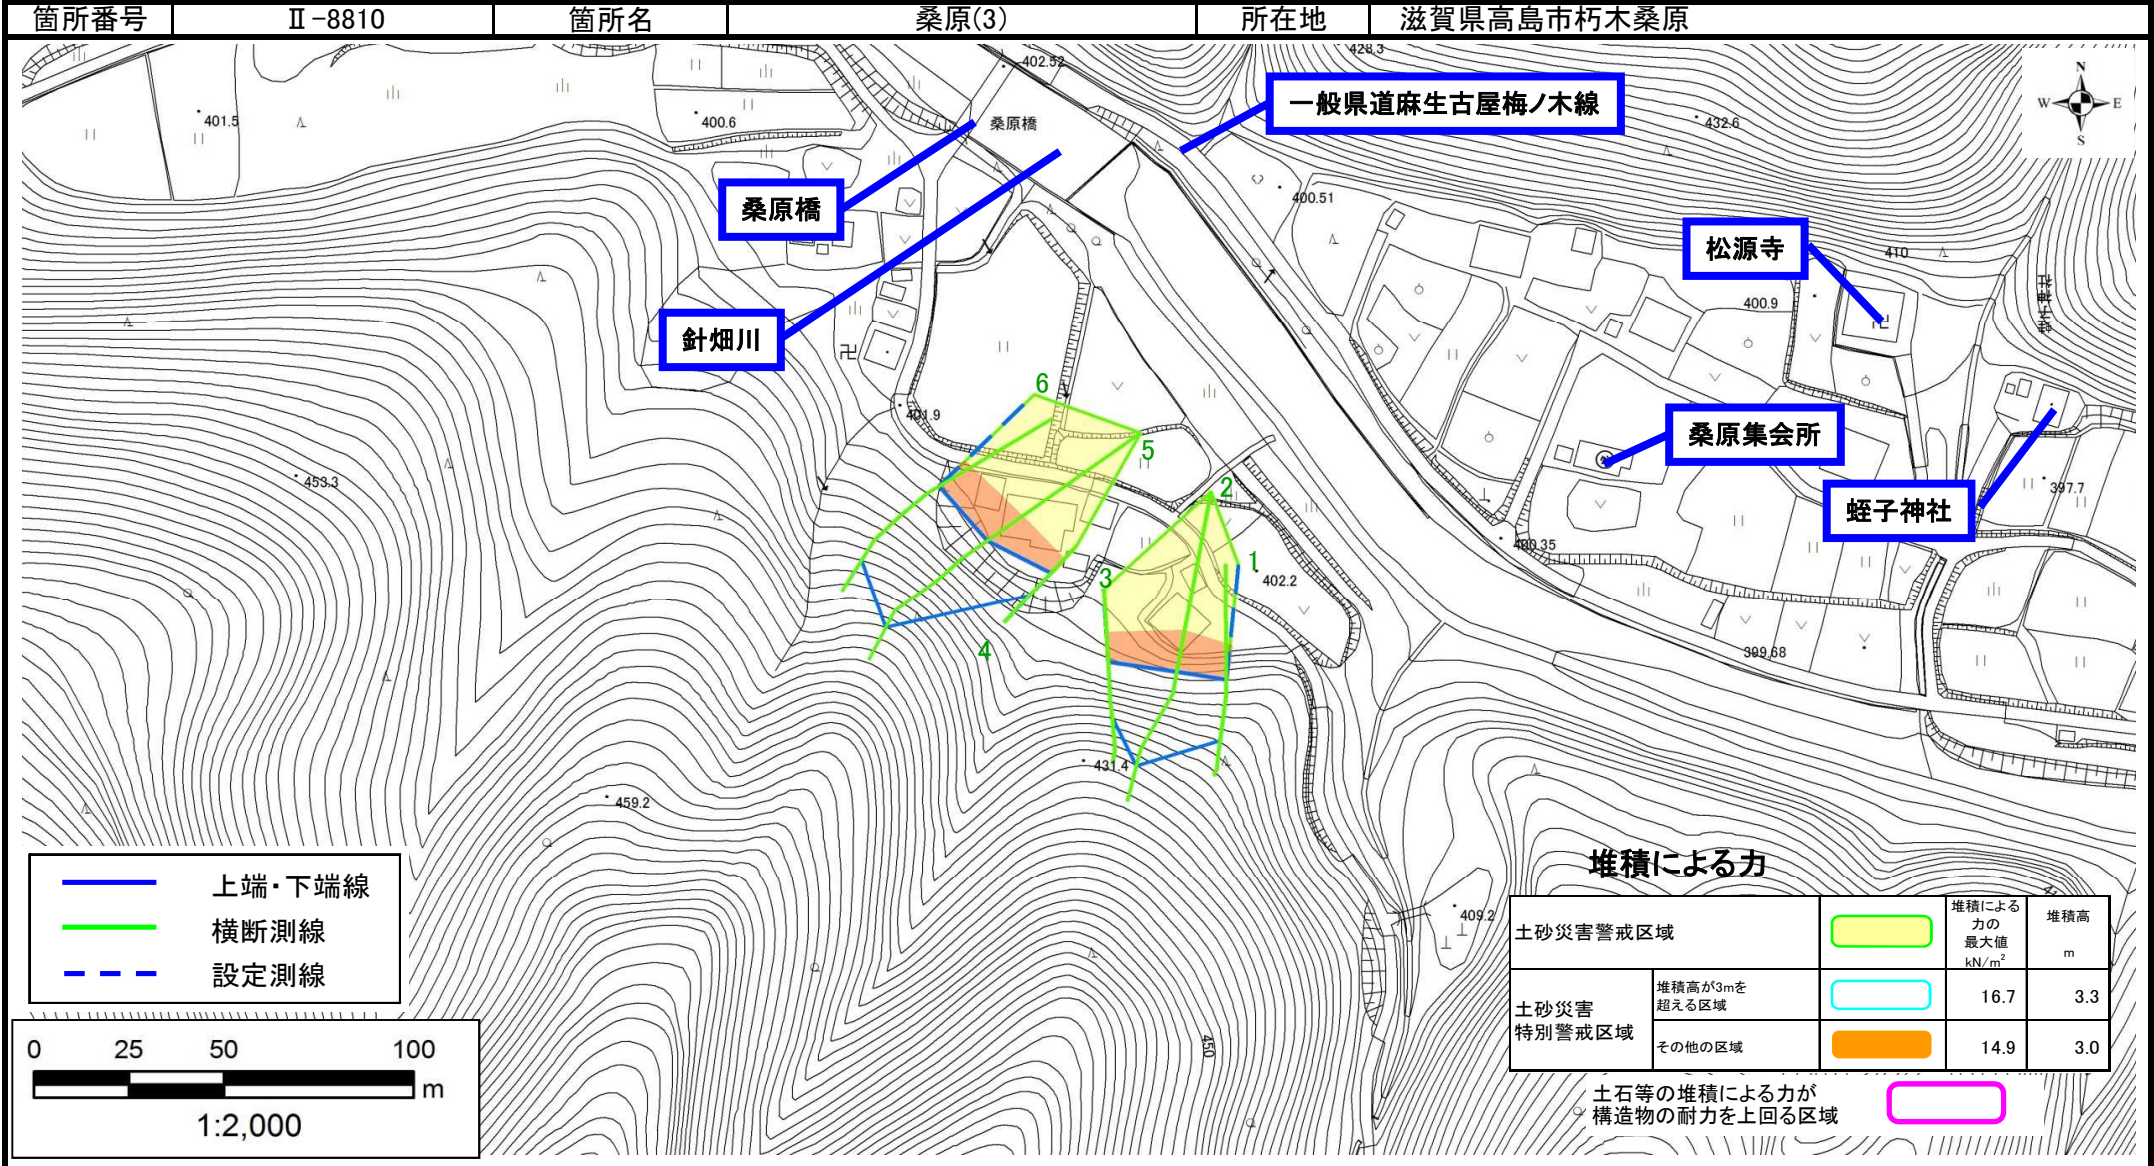 箇所番号 Ⅱ-8810 箇所名 桑原(3) 所在地 滋賀県高島市朽木桑原
428.3
402.52
N
W E
S
一般県道麻生古屋梅ノ木線
401.5
400.6
桑原橋
432.6
桑原橋
400.51
松源寺
410
400.9
蛭子神社
針畑川
卍
卍
6
401.9
5
桑原集会所
453.3
2
397.7
蛭子神社
1
400.35
3
402.2
4
399.68
431.4
459.2
堆積による力
上端・下端線
横断測線
設定測線
409.2
土砂災害警戒区域
堆積による力の最大値 kN/m²
堆積高 m
土砂災害特別警戒区域
堆積高が3mを超える区域 16.7 3.3
その他の区域 14.9 3.0
450
0 25 50 100 m
1:2,000
土石等の堆積による力が
構造物の耐力を上回る区域